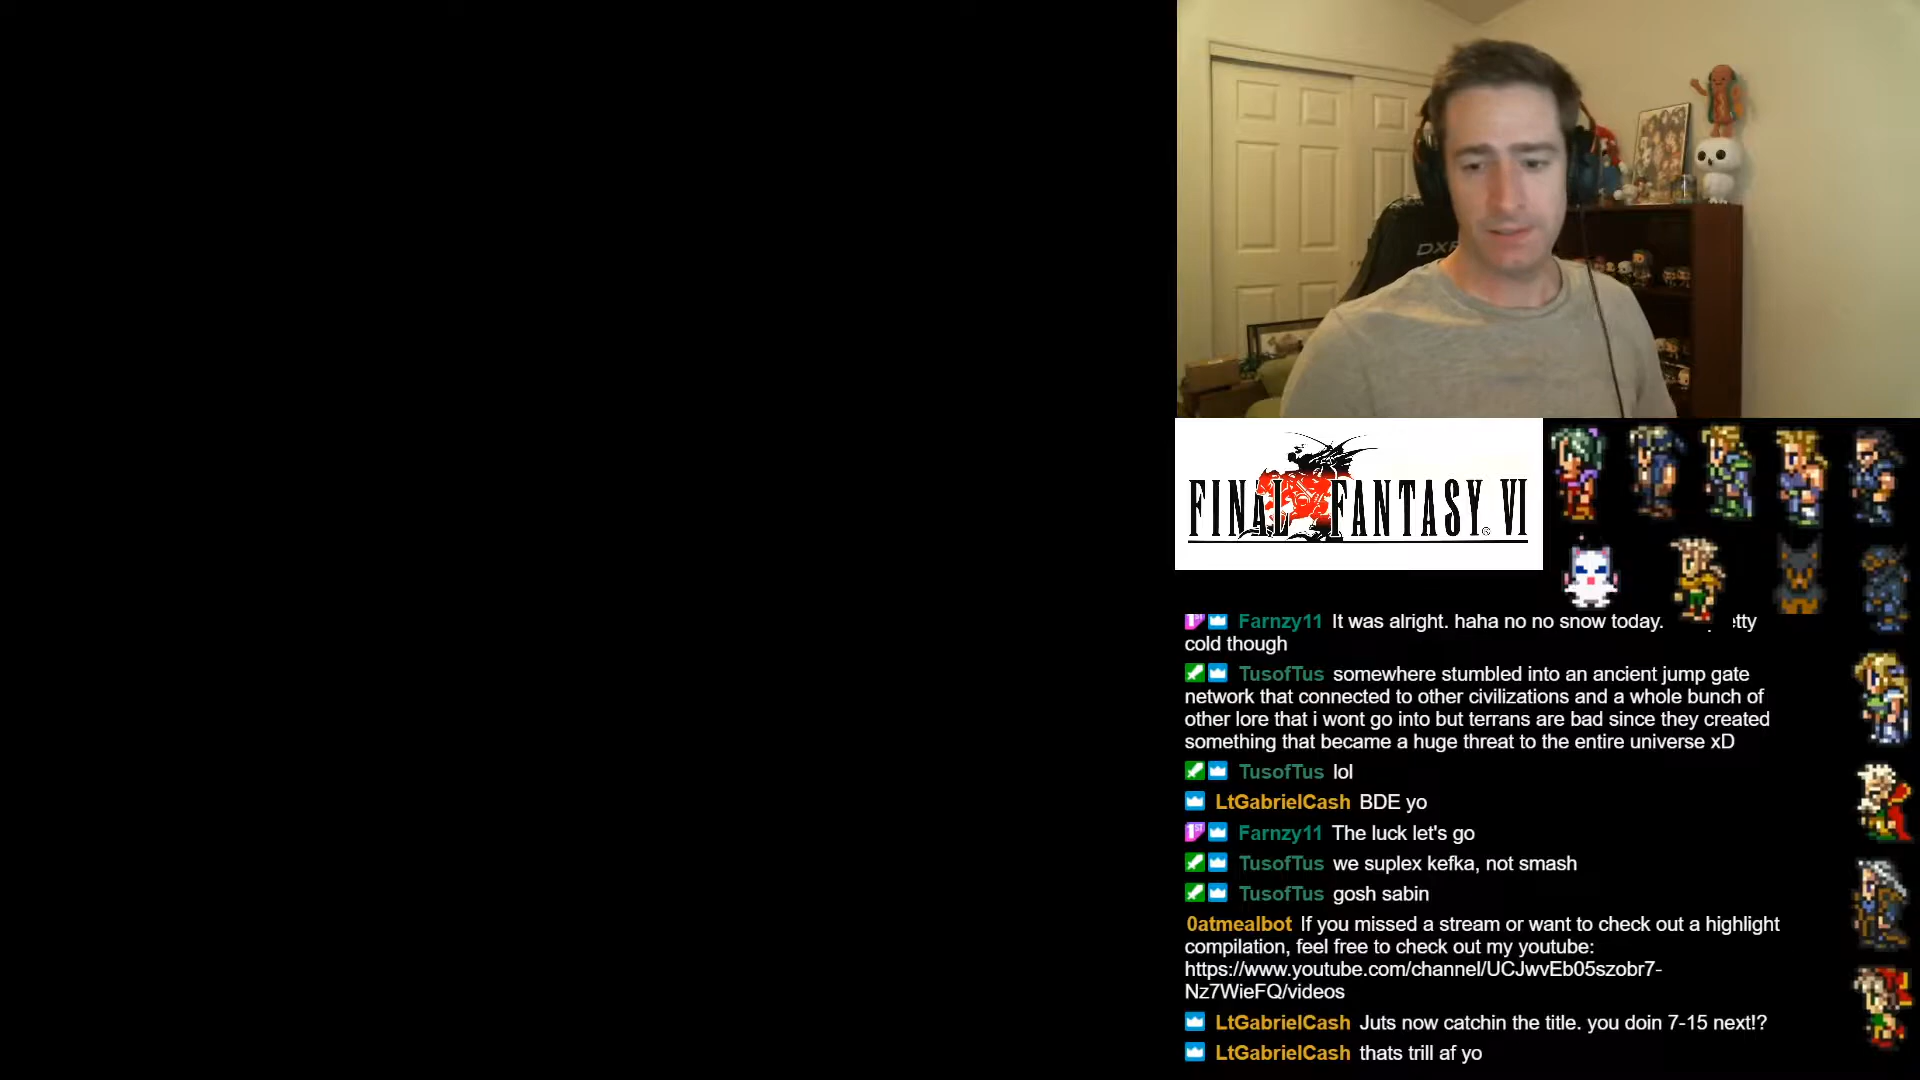 DX
FINAL FANTASY VI
Farnzy11 It was alright. haha no no snow today. etty
cold though
TusofTus somewhere stumbled into an ancient jump gate
network that connected to other civilizations and a whole bunch of
other lore that i wont go into but terrans are bad since they created
something that became a huge threat to the entire universe xD
TusofTus lol
LtGabrielCash BDE yo
1ST Farnzy11 The luck let's go
TusofTus we suplex kefka, not smash
TusofTus gosh sabin
0atmealbot If you missed a stream or want to check out a highlight
compilation, feel free to check out my youtube:
https://www.youtube.com/channel/UCJwvEb05szobr7-
Nz7WieFQ/videos
LtGabrielCash Juts now catchin the title. you doin 7-15 next!?
LtGabrielCash thats trill af yo